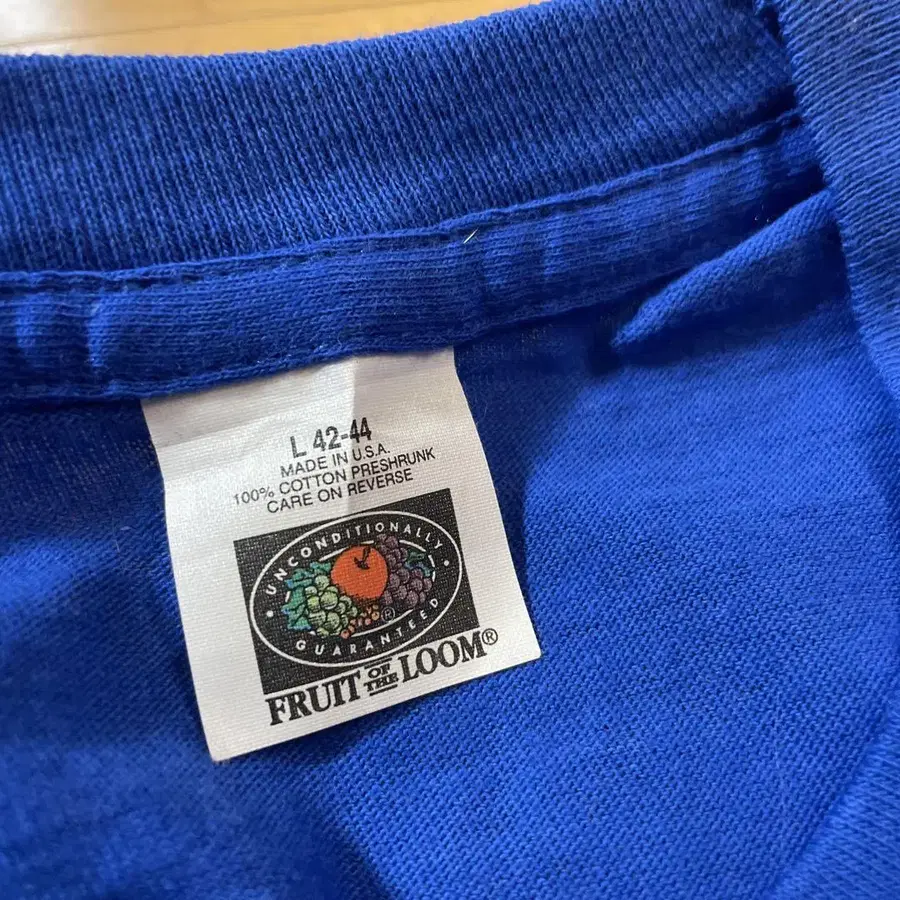 L 42-44
MADE IN U.S.A.
100% COTTON PRESHRUNK
CARE ON REVERSE
UNCONDITIONALLY
®
GUARANTEED
FRUIT OF THE LOOM®